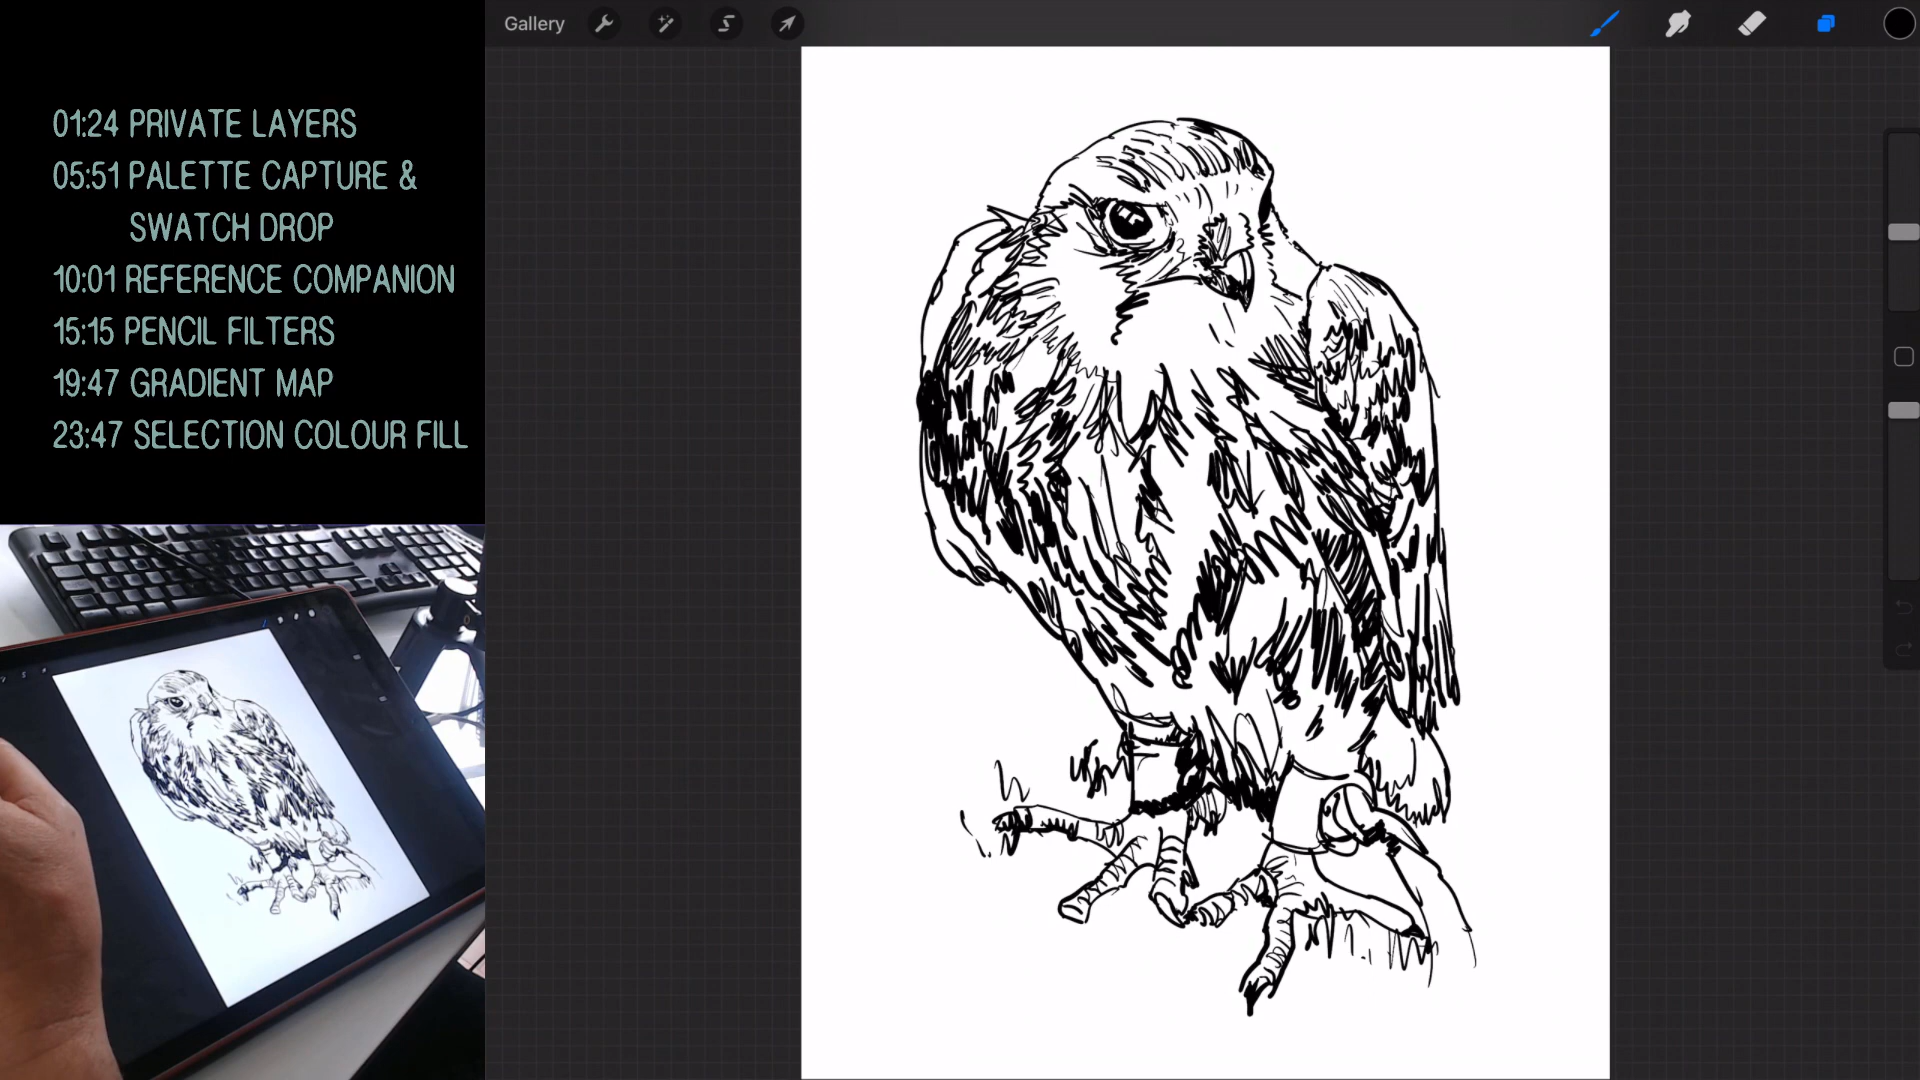 01:24 PRIVATE LAYERS
05:51 PALETTE CAPTURE &
SWATCH DROP
10:01 REFERENCE COMPANION
15:15 PENCIL FILTERS
19:47 GRADIENT MAP
23:47 SELECTION COLOUR FILL
Gallery